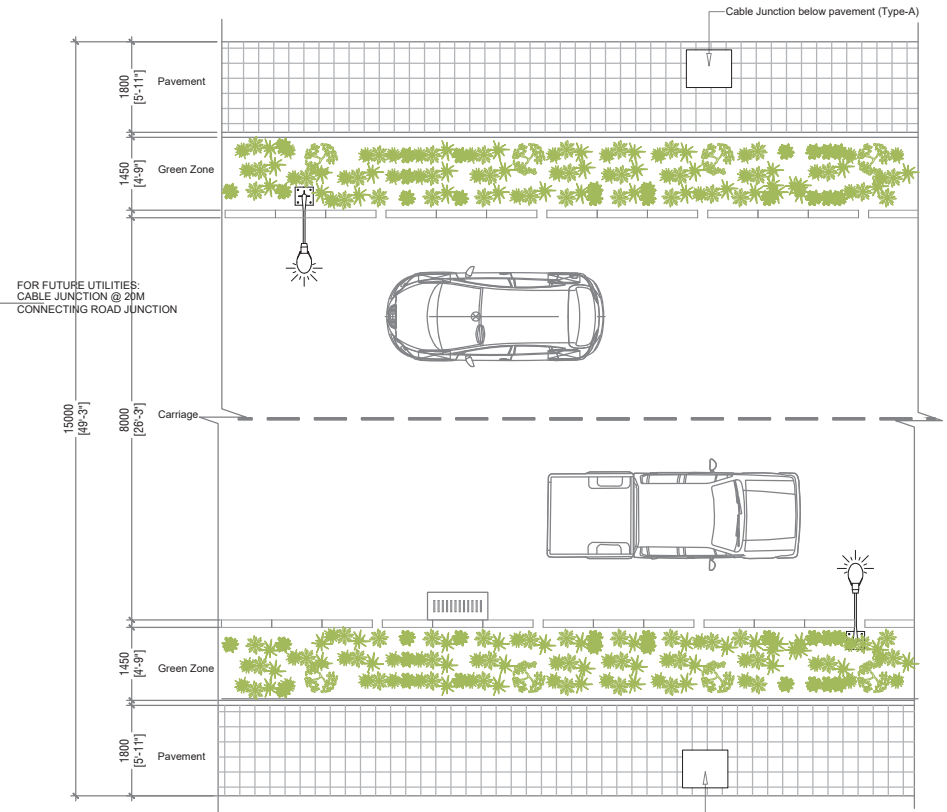 Cable Junction below pavement (Type-A)
1800
[5'-11"]
Pavement
1450
[4'-9"]
Green Zone
FOR FUTURE UTILITIES:
CABLE JUNCTION @ 20M
CONNECTING ROAD JUNCTION
15000
[49'-3"]
8000
[26'-3"]
Carriage
1450
[4'-9"]
Green Zone
1800
[5'-11"]
Pavement